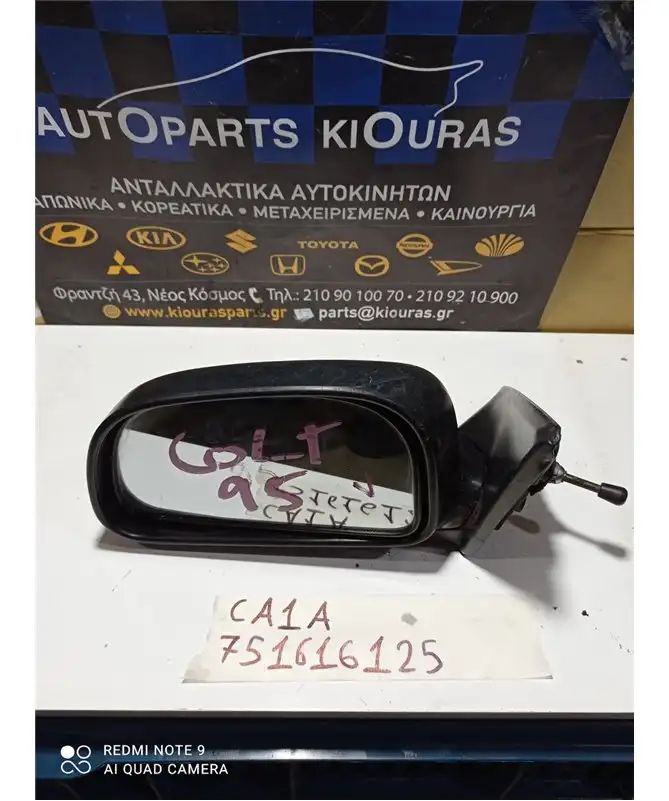 AUTOPARTS KIOURAS
ΑΝΤΑΛΛΑΚΤΙΚΑ ΑΥΤΟΚΙΝΗΤΩΝ
ΑΠΩΝΙΚΑ • ΚΟΡΕΑΤΙΚΑ • ΜΕΤΑΧΕΙΡΙΣΜΕΝΑ • ΚΑΙΝΟΥΡΓΙΑ
KIA
TOYOTA
NISSAN
Φραντζή 43, Νέος Κόσμος Τηλ.: 210 90 100 70 • 210 92 10 900
www.kiourasparts.gr parts@kiouras.gr
COLT
95
CA1A
751616125
REDMI NOTE 9
AI QUAD CAMERA